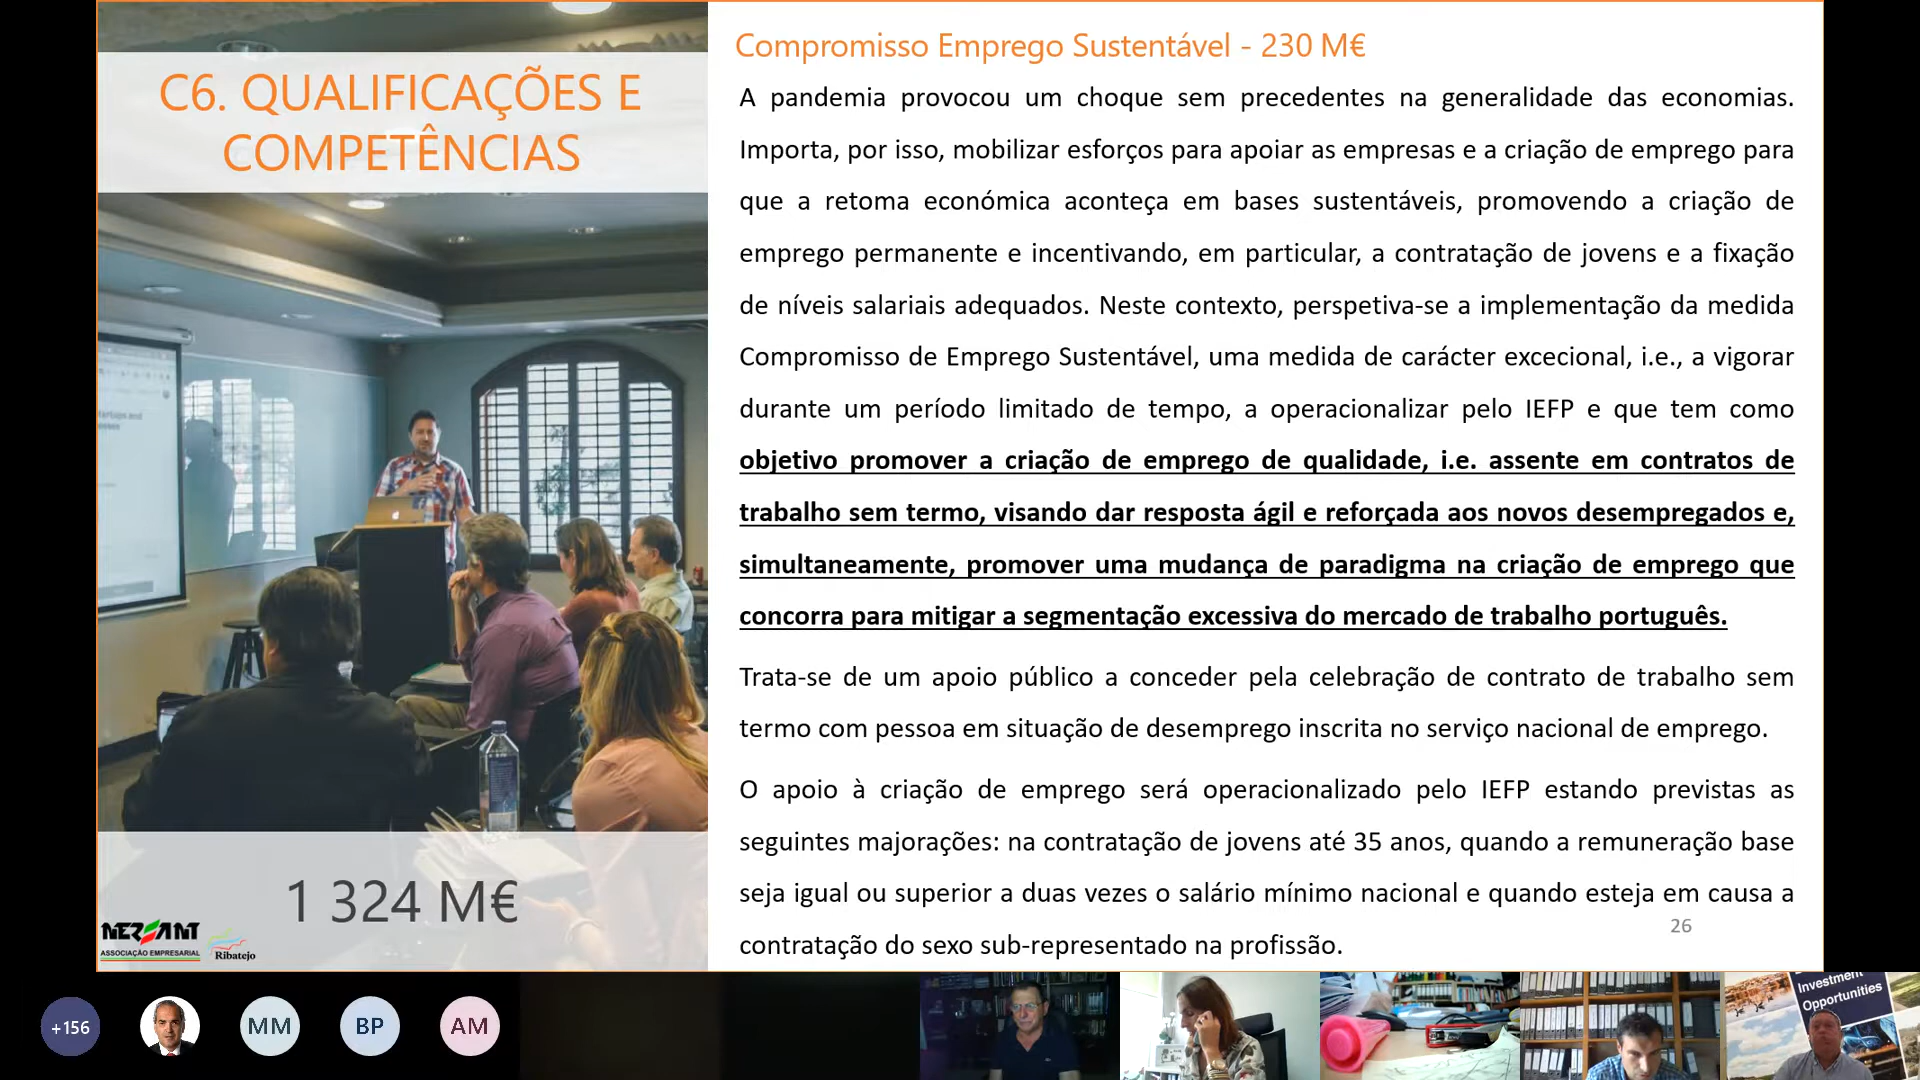 C6. QUALIFICAÇÕES E
COMPETÊNCIAS
1 324 M€
NERSANT
ASSOCIAÇÃO EMPRESARIAL
Ribatejo
Compromisso Emprego Sustentável - 230 M€
A pandemia provocou um choque sem precedentes na generalidade das economias.
Importa, por isso, mobilizar esforços para apoiar as empresas e a criação de emprego para
que a retoma económica aconteça em bases sustentáveis, promovendo a criação de
emprego permanente e incentivando, em particular, a contratação de jovens e a fixação
de níveis salariais adequados. Neste contexto, perspetiva-se a implementação da medida
Compromisso de Emprego Sustentável, uma medida de carácter excecional, i.e., a vigorar
durante um período limitado de tempo, a operacionalizar pelo IEFP e que tem como
objetivo promover a criação de emprego de qualidade, i.e. assente em contratos de
trabalho sem termo, visando dar resposta ágil e reforçada aos novos desempregados e,
simultaneamente, promover uma mudança de paradigma na criação de emprego que
concorra para mitigar a segmentação excessiva do mercado de trabalho português.
Trata-se de um apoio público a conceder pela celebração de contrato de trabalho sem
termo com pessoa em situação de desemprego inscrita no serviço nacional de emprego.
O apoio à criação de emprego será operacionalizado pelo IEFP estando previstas as
seguintes majorações: na contratação de jovens até 35 anos, quando a remuneração base
seja igual ou superior a duas vezes o salário mínimo nacional e quando esteja em causa a
contratação do sexo sub-representado na profissão.
26
+156
MM
BP
AM
Investment
Opportunities